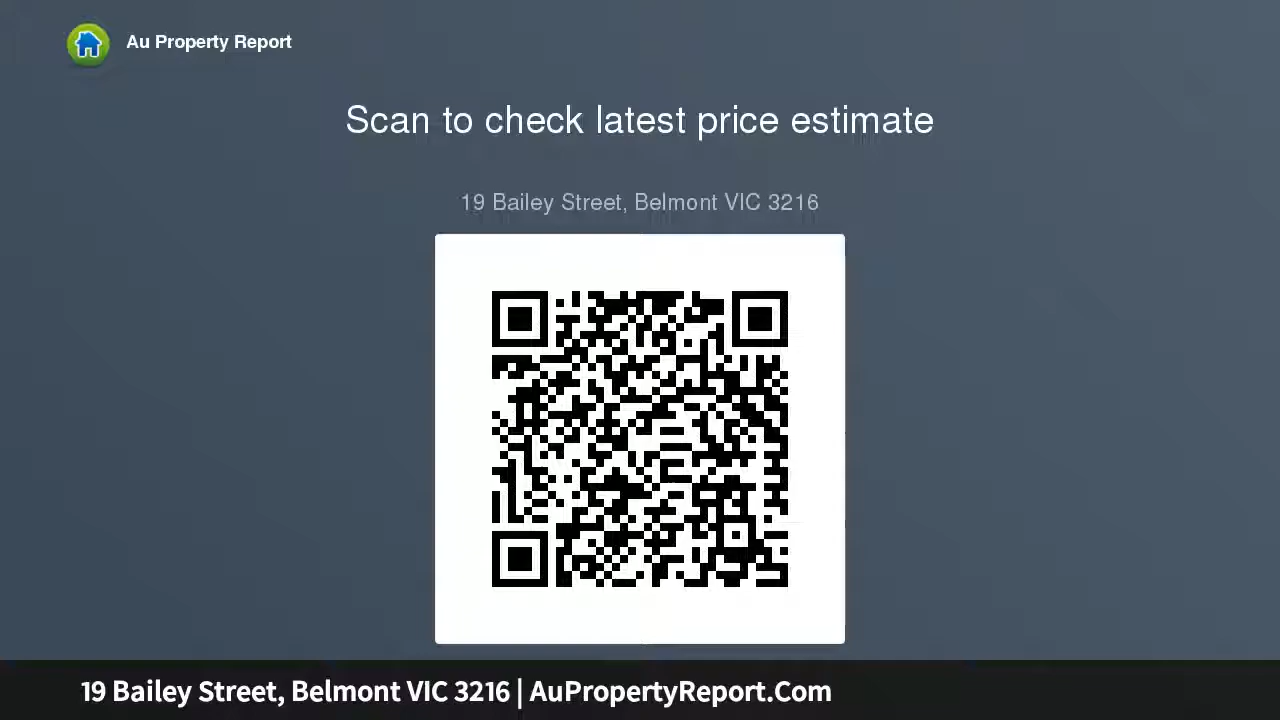 Au Property Report
Scan to check latest price estimate
19 Bailey Street, Belmont VIC 3216
19 Bailey Street, Belmont VIC 3216 | AuPropertyReport.Com